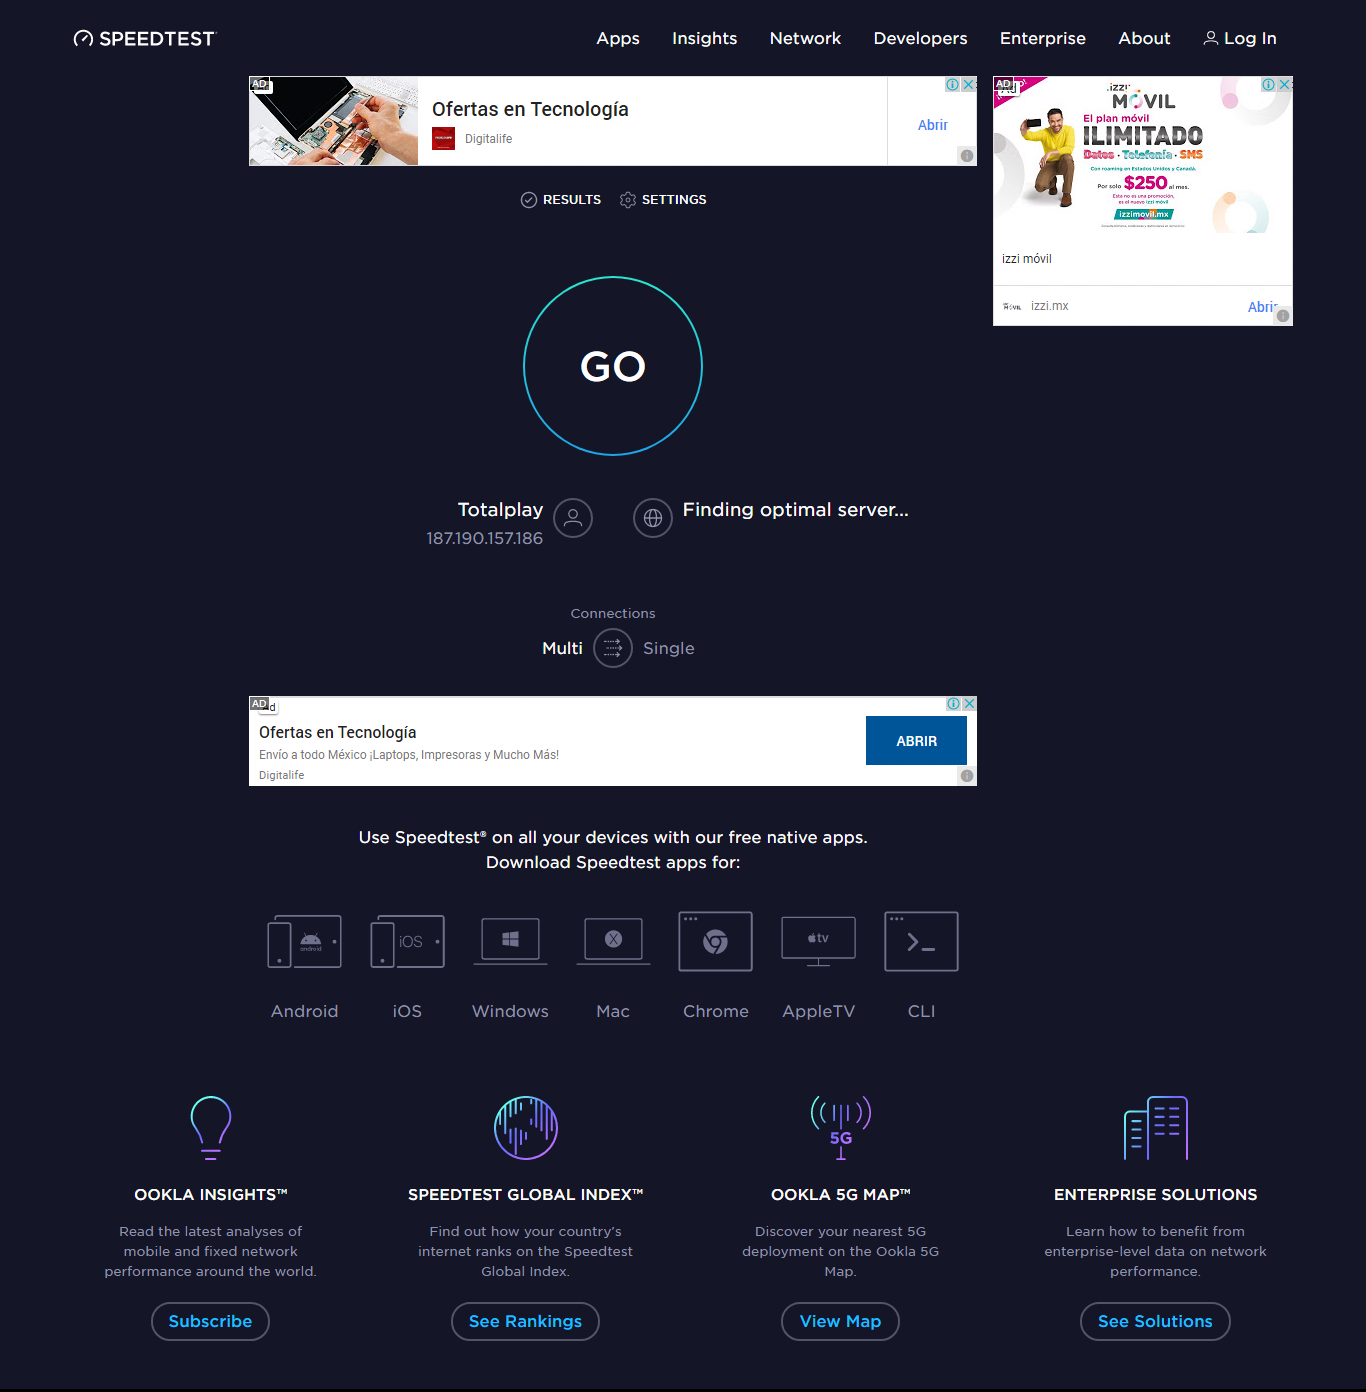 SPEEDTEST
Apps Insights Network Developers Enterprise About Log In
AD
Ofertas en Tecnología
Digitalife
Abrir
AD
izzi
MÓVIL
El plan móvil
ILIMITADO
Datos · Telefonía · SMS
Con roaming en Estados Unidos y Canadá.
Por solo $250 al mes.
Esta no es una promoción,
es el nuevo izzi móvil
izzimovil.mx
izzi móvil
MÓVIL izzi.mx
Abrir
RESULTS SETTINGS
GO
Totalplay
187.190.157.186
Finding optimal server...
Connections
Multi Single
AD
Ad
Ofertas en Tecnología
Envío a todo México ¡Laptops, Impresoras y Mucho Más!
Digitalife
ABRIR
Use Speedtest® on all your devices with our free native apps.
Download Speedtest apps for:
android iOS X tv
Android iOS Windows Mac Chrome AppleTV CLI
5G
OOKLA INSIGHTS™
Read the latest analyses of
mobile and fixed network
performance around the world.
Subscribe
SPEEDTEST GLOBAL INDEX™
Find out how your country's
internet ranks on the Speedtest
Global Index.
See Rankings
OOKLA 5G MAP™
Discover your nearest 5G
deployment on the Ookla 5G
Map.
View Map
ENTERPRISE SOLUTIONS
Learn how to benefit from
enterprise-level data on network
performance.
See Solutions